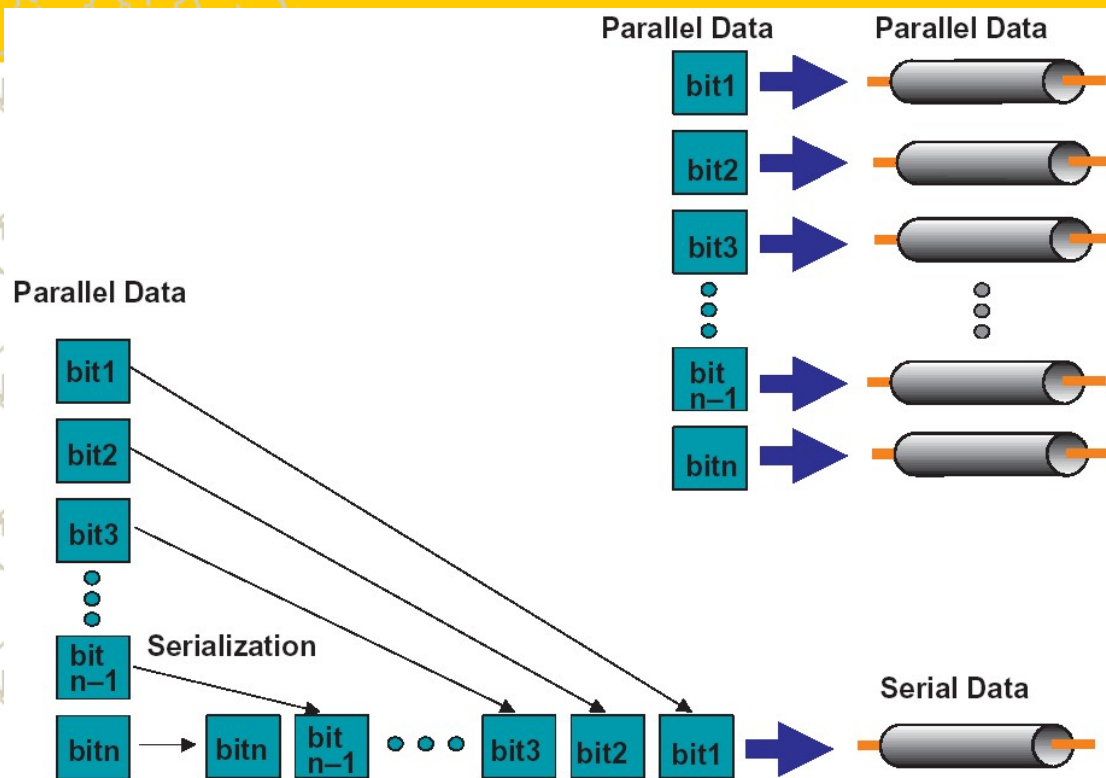 Parallel Data
Parallel Data
bit1
bit2
bit3
bit
n–1
bitn
Parallel Data
bit1
bit2
bit3
bit
n–1
bitn
Serialization
bitn
bit
n–1
bit3
bit2
bit1
Serial Data